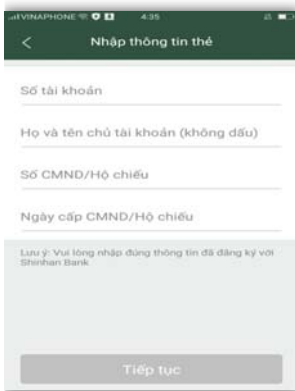 VINAPHONE 4:35
Nhập thông tin thẻ
Số tài khoản
Họ và tên chủ tài khoản (không dấu)
Số CMND/Hộ chiếu
Ngày cấp CMND/Hộ chiếu
Lưu ý: Vui lòng nhập đúng thông tin đã đăng ký với
Shinhan Bank
Tiếp tục